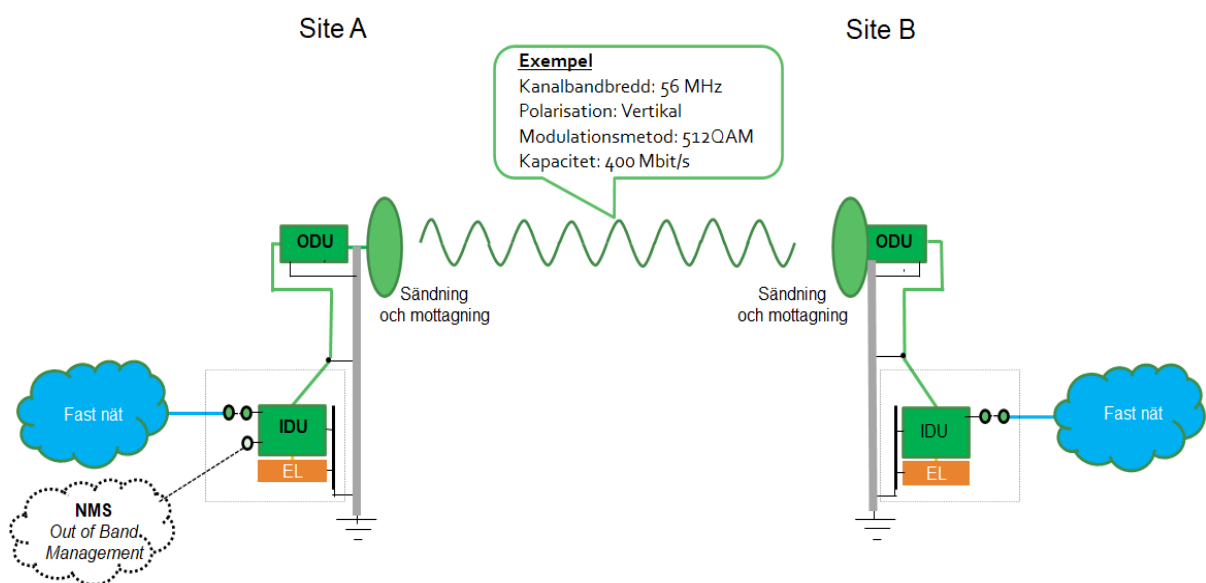 Site A
Site B
Exempel
Kanalbandbredd: 56 MHz
Polarisation: Vertikal
Modulationsmetod: 512QAM
Kapacitet: 400 Mbit/s
ODU
ODU
Sändning
och mottagning
Sändning
och mottagning
Fast nät
IDU
EL
NMS
Out of Band
Management
IDU
EL
Fast nät